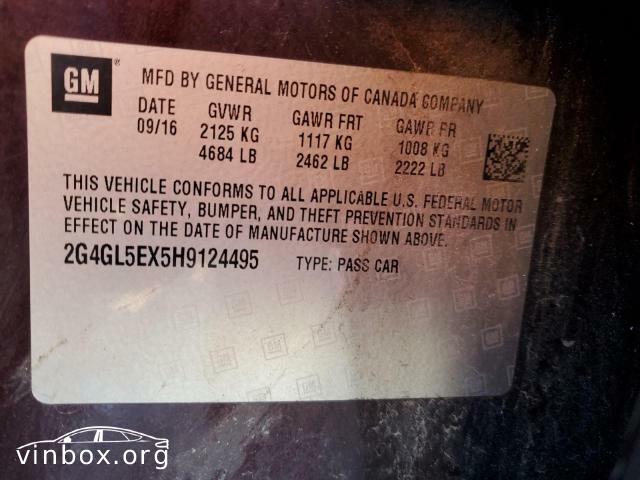 GM ®
MFD BY GENERAL MOTORS OF CANADA COMPANY
DATE GVWR GAWR FRT GAWR RR
09/16 2125 KG 1117 KG 1008 KG
4684 LB 2462 LB 2222 LB
THIS VEHICLE CONFORMS TO ALL APPLICABLE U.S. FEDERAL MOTOR
VEHICLE SAFETY, BUMPER, AND THEFT PREVENTION STANDARDS IN
EFFECT ON THE DATE OF MANUFACTURE SHOWN ABOVE.
2G4GL5EX5H9124495 TYPE: PASS CAR
vinbox.org